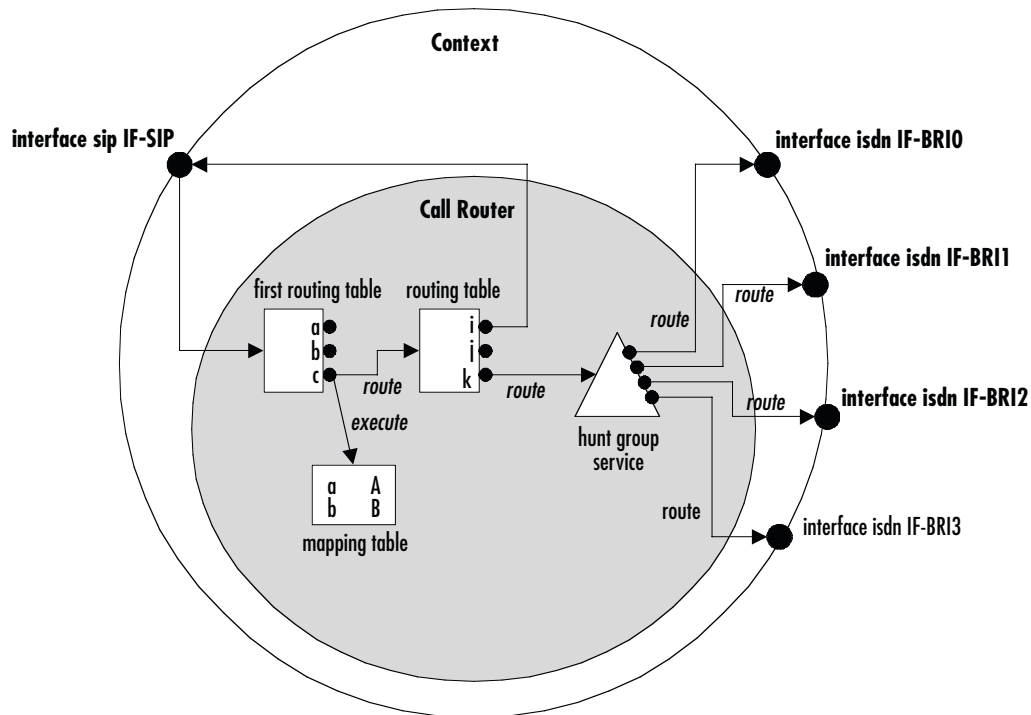 Context
interface sip IF-SIP
interface isdn IF-BRI0
Call Router
interface isdn IF-BRI1
route
first routing table
routing table
a
b
c
i
j
k
route
route
route
route
interface isdn IF-BRI2
execute
hunt group
service
a A
b B
mapping table
route
interface isdn IF-BRI3